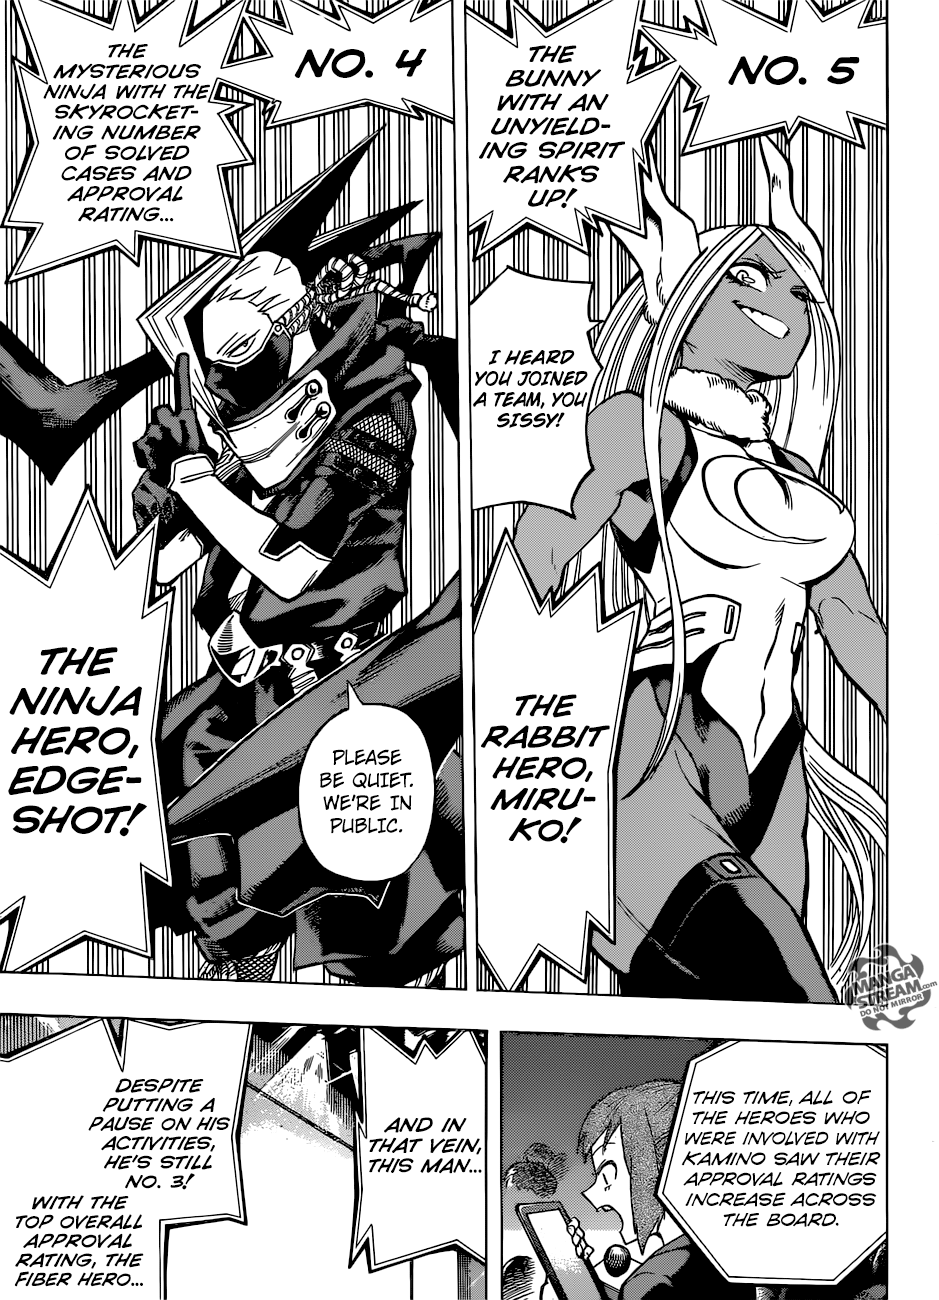 NO. 5
THE
BUNNY
WITH AN
UNYIELD-
ING SPIRIT
RANKS
UP!
I HEARD
YOU JOINED
A TEAM, YOU
SISSY!
THE
RABBIT
HERO,
MIRU-
KO!
NO. 4
THE
MYSTERIOUS
NINJA WITH THE
SKYROCKET-
ING NUMBER
OF SOLVED
CASES AND
APPROVAL
RATING...
PLEASE
BE QUIET.
WE'RE IN
PUBLIC.
THE
NINJA
HERO,
EDGE-
SHOT!
MANGA
STREAM.com
DO NOT MIRROR
THIS TIME, ALL OF
THE HEROES WHO
WERE INVOLVED WITH
KAMINO SAW THEIR
APPROVAL RATINGS
INCREASE ACROSS
THE BOARD.
AND IN
THAT VEIN,
THIS MAN...
DESPITE
PUTTING A
PAUSE ON HIS
ACTIVITIES,
HE'S STILL
NO. 3!
WITH THE
TOP OVERALL
APPROVAL
RATING, THE
FIBER HERO...